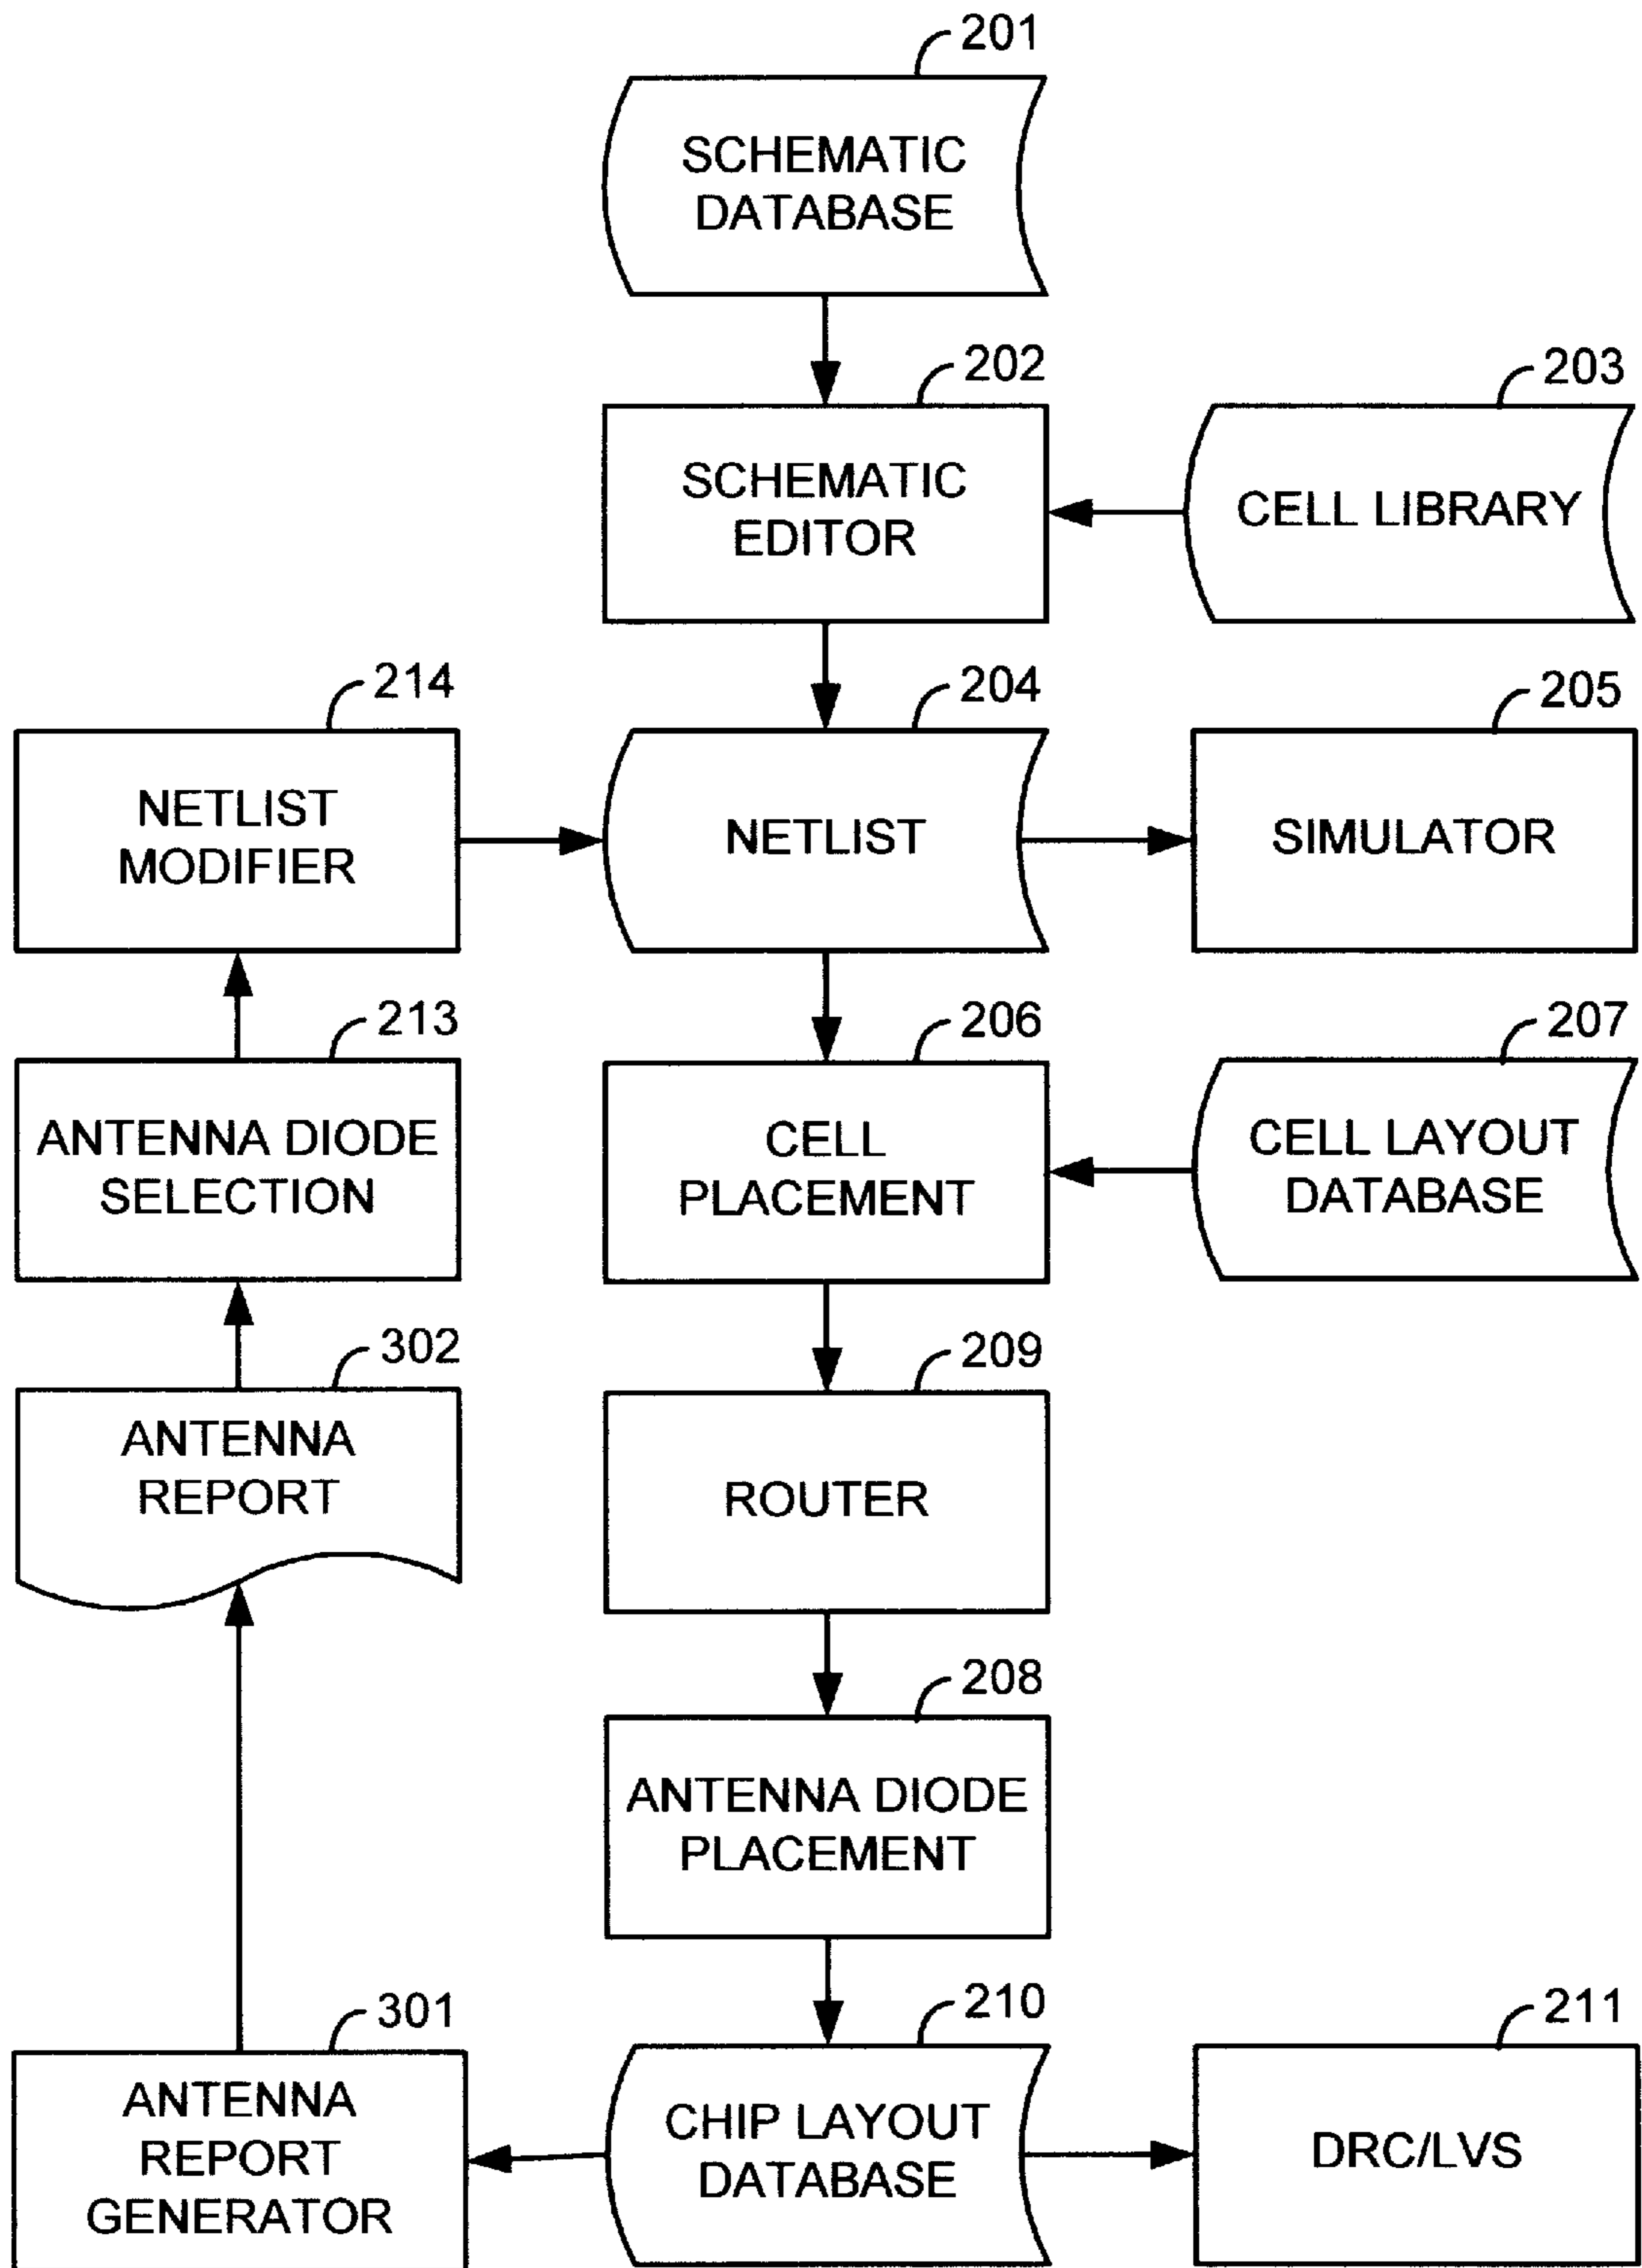 201
SCHEMATIC
DATABASE
202
203
SCHEMATIC
EDITOR
CELL LIBRARY
214
204
205
NETLIST
MODIFIER
NETLIST
SIMULATOR
213
206
207
ANTENNA DIODE
SELECTION
CELL
PLACEMENT
CELL LAYOUT
DATABASE
302
209
ANTENNA
REPORT
ROUTER
208
ANTENNA DIODE
PLACEMENT
301
210
211
ANTENNA
REPORT
GENERATOR
CHIP LAYOUT
DATABASE
DRC/LVS